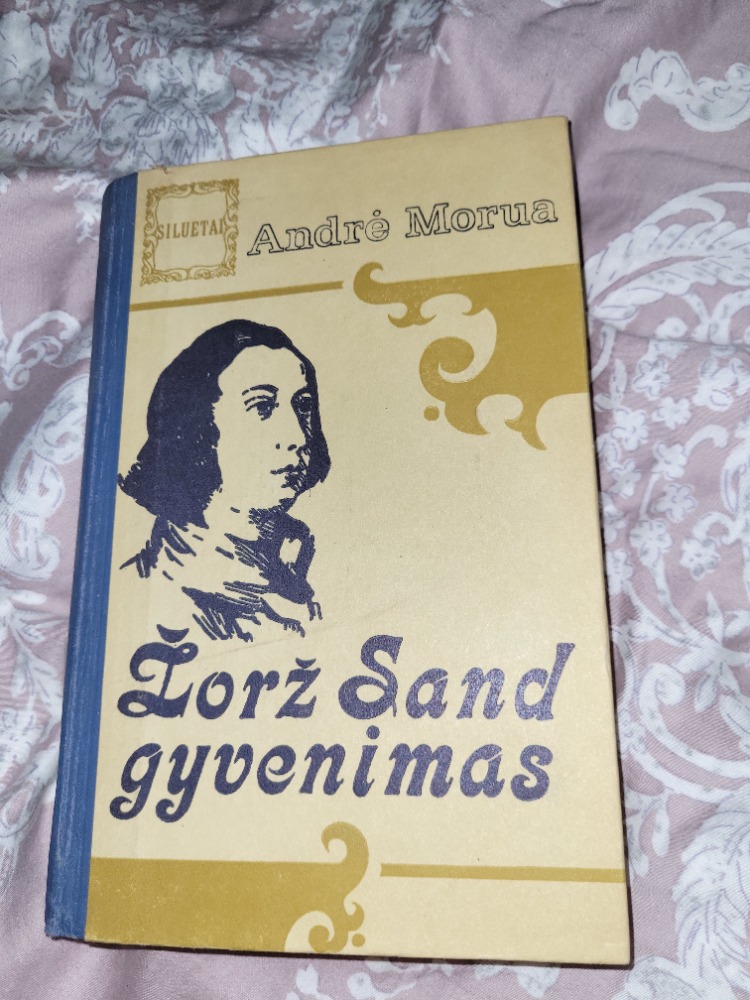 SILUETAI
Andrė Morua
Žorž Sand
gyvenimas